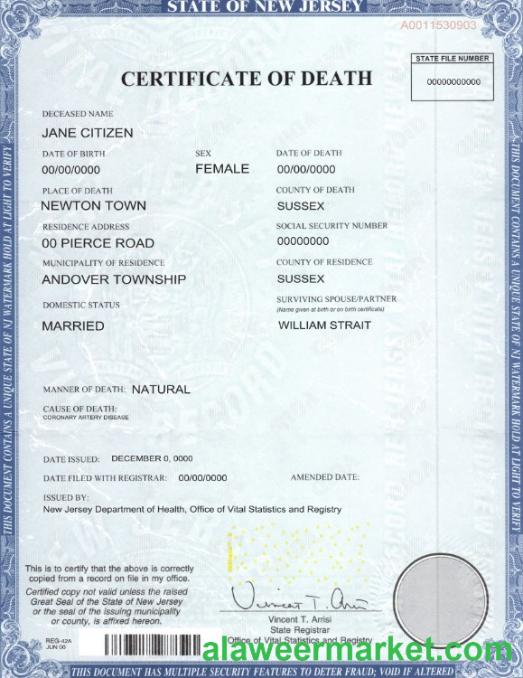 STATE OF NEW JERSEY
A0011530903
STATE FILE NUMBER
00000000000
CERTIFICATE OF DEATH
DECEASED NAME
JANE CITIZEN
DATE OF BIRTH SEX DATE OF DEATH
00/00/0000 FEMALE 00/00/0000
PLACE OF DEATH COUNTY OF DEATH
NEWTON TOWN SUSSEX
RESIDENCE ADDRESS SOCIAL SECURITY NUMBER
00 PIERCE ROAD 00000000
MUNICIPALITY OF RESIDENCE COUNTY OF RESIDENCE
ANDOVER TOWNSHIP SUSSEX
DOMESTIC STATUS SURVIVING SPOUSE/PARTNER
(Name given at birth or on birth certificate)
MARRIED WILLIAM STRAIT
MANNER OF DEATH: NATURAL
CAUSE OF DEATH:
CORONARY ARTERY DISEASE
DATE ISSUED: DECEMBER 0, 0000
DATE FILED WITH REGISTRAR: 00/00/0000 AMENDED DATE:
ISSUED BY:
New Jersey Department of Health, Office of Vital Statistics and Registry
This is to certify that the above is correctly
copied from a record on file in my office.
Certified copy not valid unless the raised
Great Seal of the State of New Jersey
or the seal of the issuing municipality
or county, is affixed hereon.
Vincent T. Arrisi
Vincent T. Arrisi
State Registrar
Office of Vital Statistics and Registry
REG-42A
JUN 00
alaweermarket.com
THIS DOCUMENT HAS MULTIPLE SECURITY FEATURES TO DETER FRAUD; VOID IF ALTERED
THIS DOCUMENT CONTAINS A UNIQUE STATE OF NJ WATERMARK HOLD AT LIGHT TO VERIFY
THIS DOCUMENT CONTAINS A UNIQUE STATE OF NJ WATERMARK HOLD AT LIGHT TO VERIFY